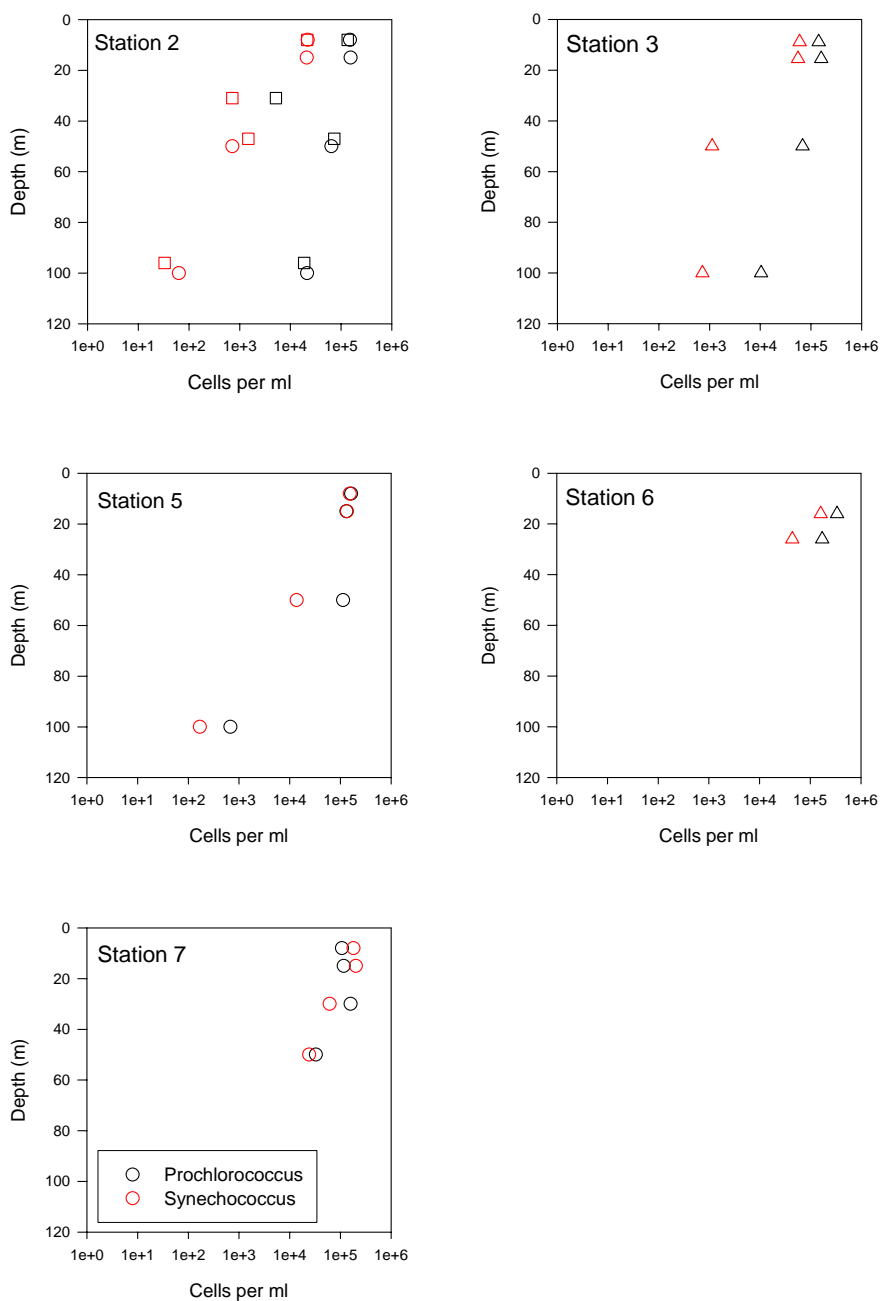 Station 2
0
20
40
60
80
100
120
Depth (m)
1e+0 1e+1 1e+2 1e+3 1e+4 1e+5 1e+6
Cells per ml
Station 3
0
20
40
60
80
100
120
Depth (m)
1e+0 1e+1 1e+2 1e+3 1e+4 1e+5 1e+6
Cells per ml
Station 5
0
20
40
60
80
100
120
Depth (m)
1e+0 1e+1 1e+2 1e+3 1e+4 1e+5 1e+6
Cells per ml
Station 6
0
20
40
60
80
100
120
Depth (m)
1e+0 1e+1 1e+2 1e+3 1e+4 1e+5 1e+6
Cells per ml
Station 7
0
20
40
60
80
100
120
Depth (m)
Prochlorococcus
Synechococcus
1e+0 1e+1 1e+2 1e+3 1e+4 1e+5 1e+6
Cells per ml